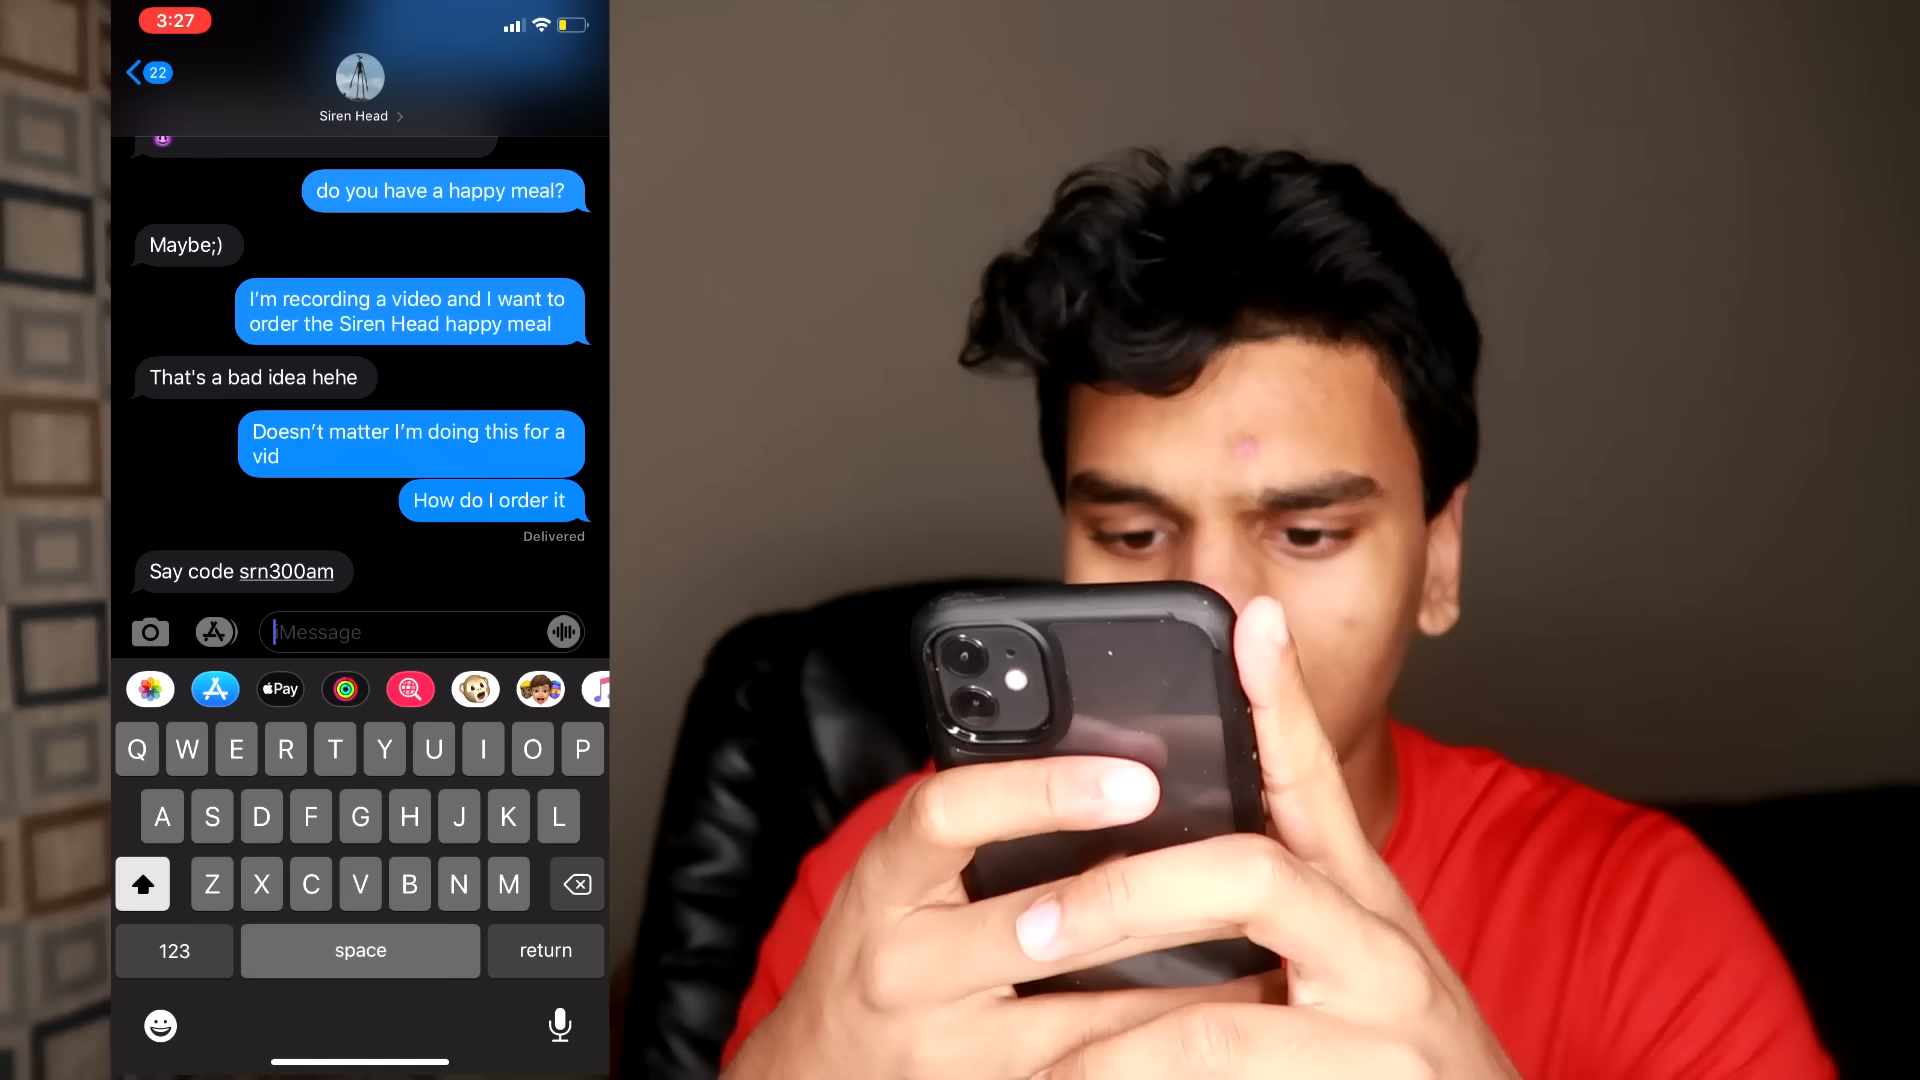 3:27
22
Siren Head
do you have a happy meal?
Maybe;)
I'm recording a video and I want to
order the Siren Head happy meal
That's a bad idea hehe
Doesn't matter I'm doing this for a
vid
How do I order it
Delivered
Say code srn300am
iMessage
Pay
Q W E R T Y U I O P
A S D F G H J K L
Z X C V B N M
123 space return